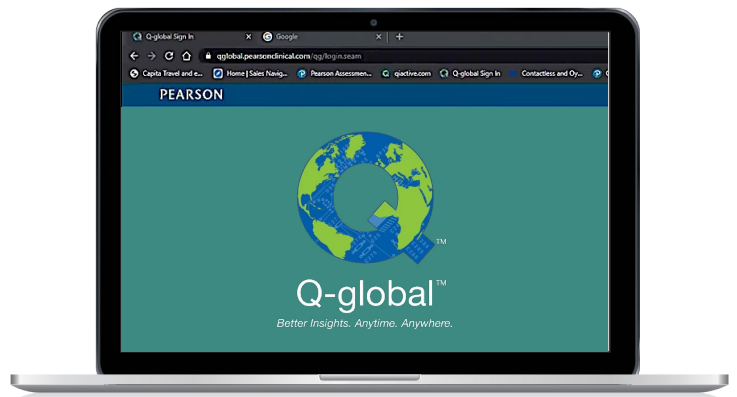 Q-global Sign In
Google
qglobal.pearsonclinical.com/qg/login.seam
Capita Travel and e...
Home | Sales Navig...
Pearson Assessmen...
qiactive.com
Q-global Sign In
Contactless and Oy...
PEARSON
TM
Q-global™
Better Insights. Anytime. Anywhere.